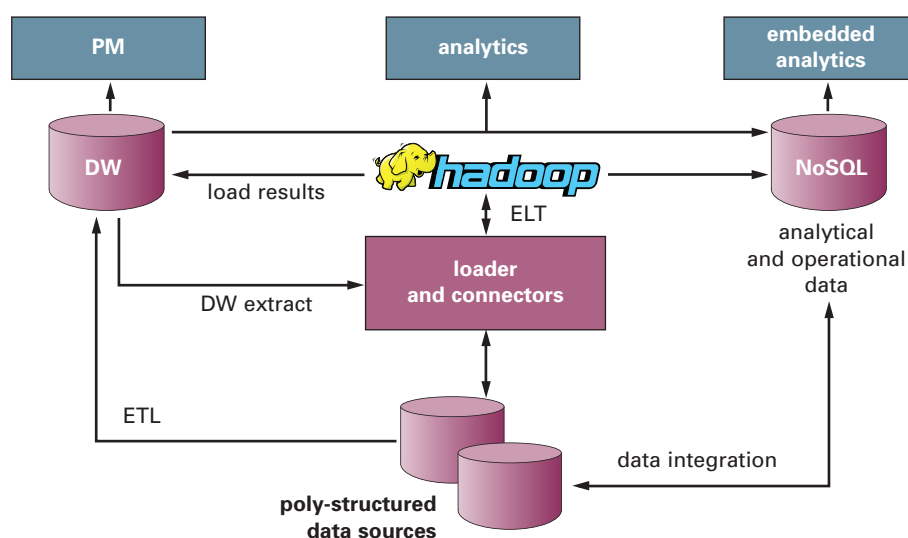 PM
analytics
embedded
analytics
DW
hadoop
NoSQL
load results
ELT
analytical
and operational
data
loader
and connectors
DW extract
ETL
data integration
poly-structured
data sources